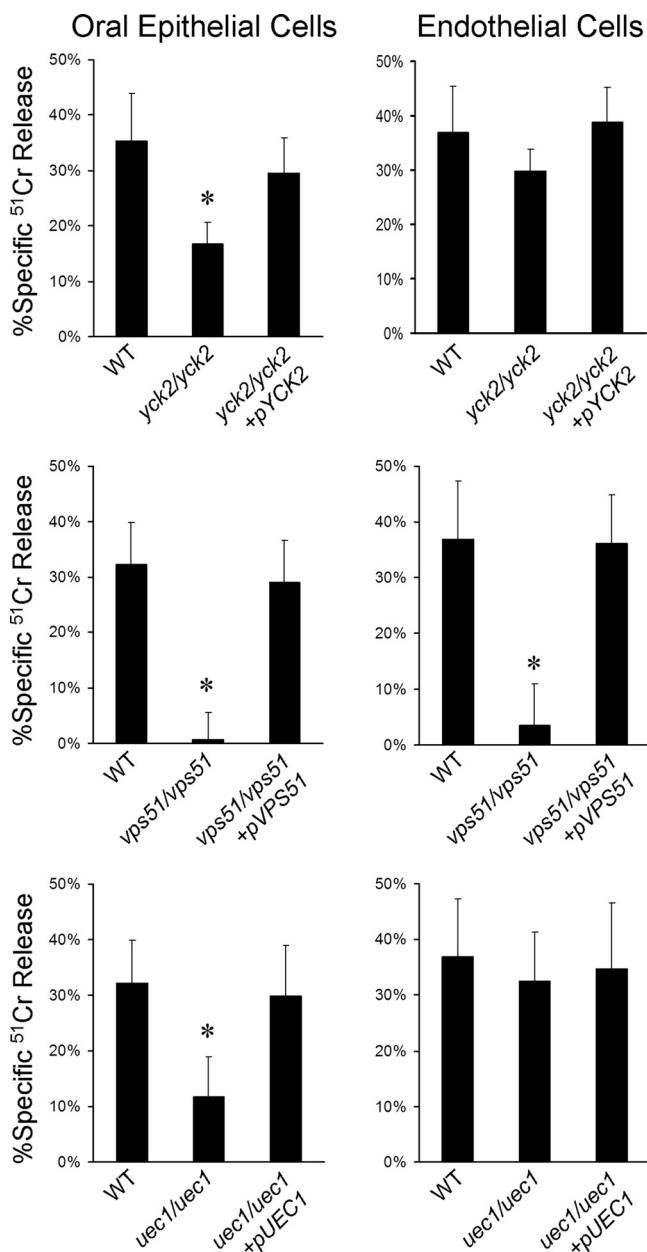 Oral Epithelial Cells
Endothelial Cells
%Specific 51Cr Release
50%
40%
30%
20%
10%
0%
*
WT
yck2/yck2
yck2/yck2
+pYCK2
50%
40%
30%
20%
10%
0%
WT
yck2/yck2
yck2/yck2
+pYCK2
%Specific 51Cr Release
50%
40%
30%
20%
10%
0%
*
WT
vps51/vps51
vps51/vps51
+pVPS51
50%
40%
30%
20%
10%
0%
*
WT
vps51/vps51
vps51/vps51
+pVPS51
%Specific 51Cr Release
50%
40%
30%
20%
10%
0%
*
WT
uec1/uec1
uec1/uec1
+pUEC1
50%
40%
30%
20%
10%
0%
WT
uec1/uec1
uec1/uec1
+pUEC1